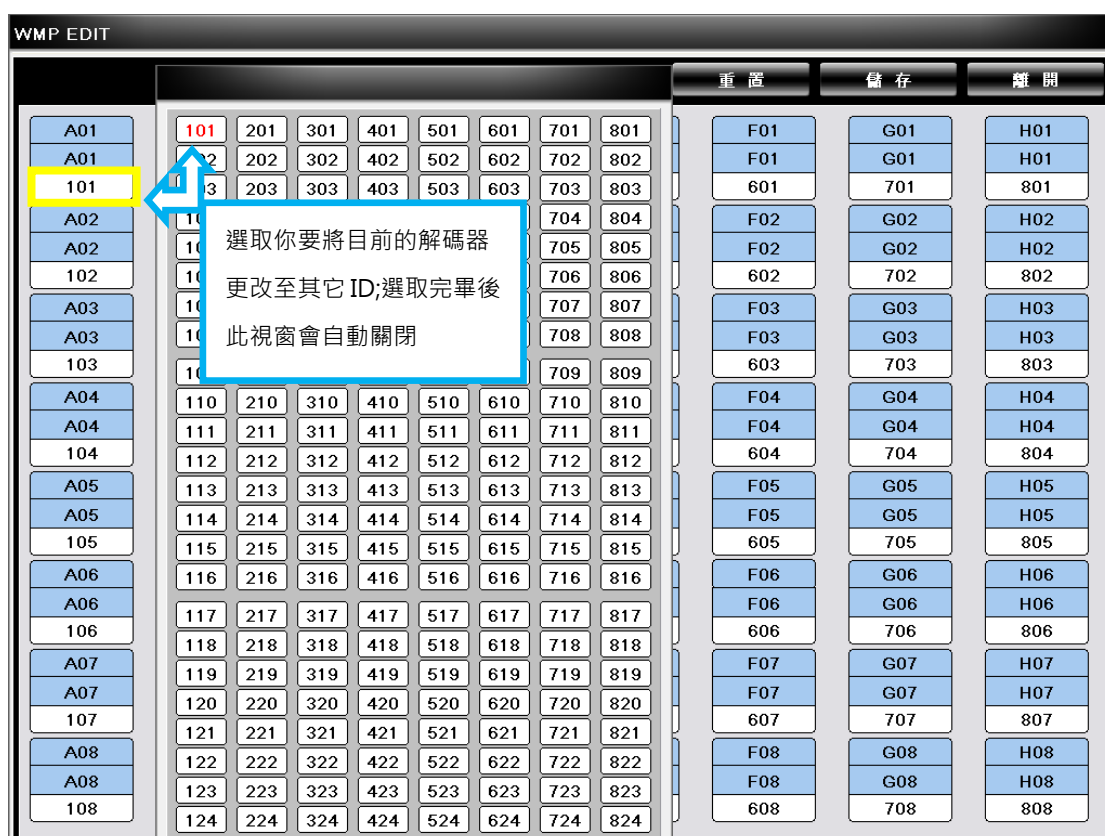 WMP EDIT
重置 儲存 離開
A01 101 201 301 401 501 601 701 801 F01 G01 H01
A01 202 302 402 502 602 702 802 F01 G01 H01
101 203 303 403 503 603 703 803 601 701 801
A02 704 804 F02 G02 H02
選取你要將目前的解碼器
A02 705 805 F02 G02 H02
102 706 806 602 702 802
更改至其它 ID;選取完畢後
A03 707 807 F03 G03 H03
A03 708 808 F03 G03 H03
此視窗會自動關閉
103 709 809 603 703 803
A04 110 210 310 410 510 610 710 810 F04 G04 H04
A04 111 211 311 411 511 611 711 811 F04 G04 H04
104 112 212 312 412 512 612 712 812 604 704 804
A05 113 213 313 413 513 613 713 813 F05 G05 H05
A05 114 214 314 414 514 614 714 814 F05 G05 H05
105 115 215 315 415 515 615 715 815 605 705 805
A06 116 216 316 416 516 616 716 816 F06 G06 H06
A06 117 217 317 417 517 617 717 817 F06 G06 H06
106 118 218 318 418 518 618 718 818 606 706 806
A07 119 219 319 419 519 619 719 819 F07 G07 H07
A07 120 220 320 420 520 620 720 820 F07 G07 H07
107 121 221 321 421 521 621 721 821 607 707 807
A08 122 222 322 422 522 622 722 822 F08 G08 H08
A08 123 223 323 423 523 623 723 823 F08 G08 H08
108 124 224 324 424 524 624 724 824 608 708 808